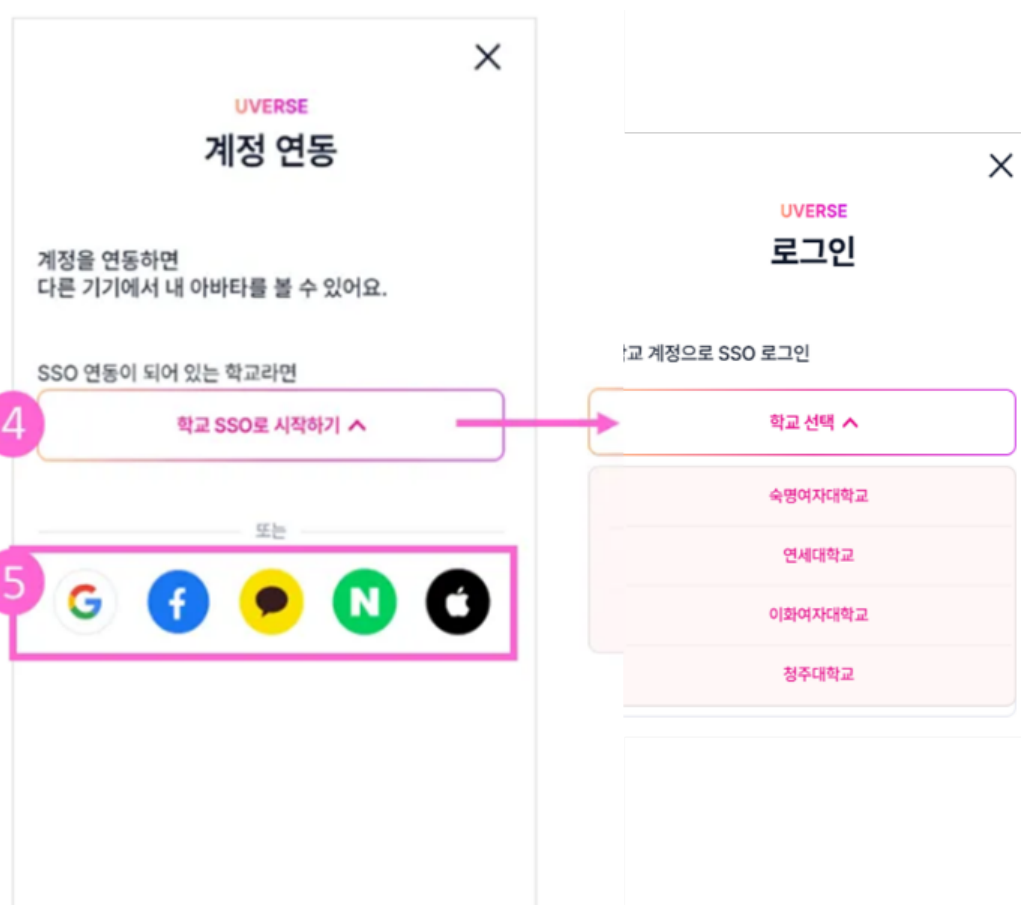 UVERSE
계정 연동
계정을 연동하면
다른 기기에서 내 아바타를 볼 수 있어요.
SSO 연동이 되어 있는 학교라면
4
학교 SSO로 시작하기
또는
5
G
f
N
UVERSE
로그인
계정으로 SSO 로그인
학교 선택
숙명여자대학교
연세대학교
이화여자대학교
청주대학교